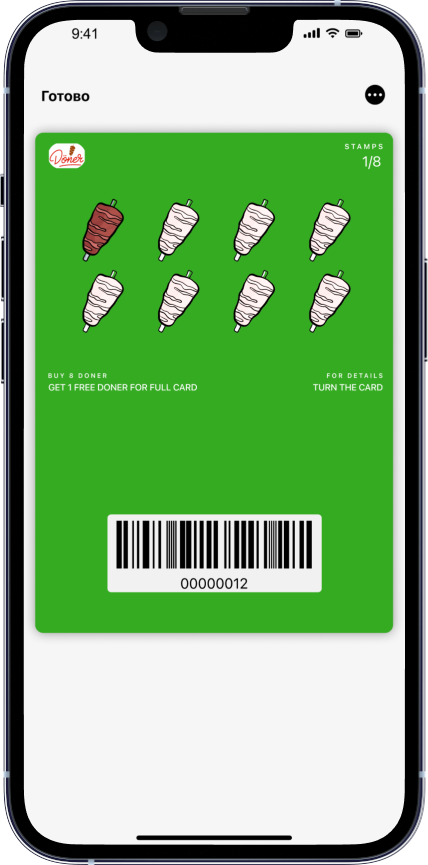 9:41
Готово
Döner
STAMPS
1/8
BUY 8 DONER
GET 1 FREE DONER FOR FULL CARD
FOR DETAILS
TURN THE CARD
00000012